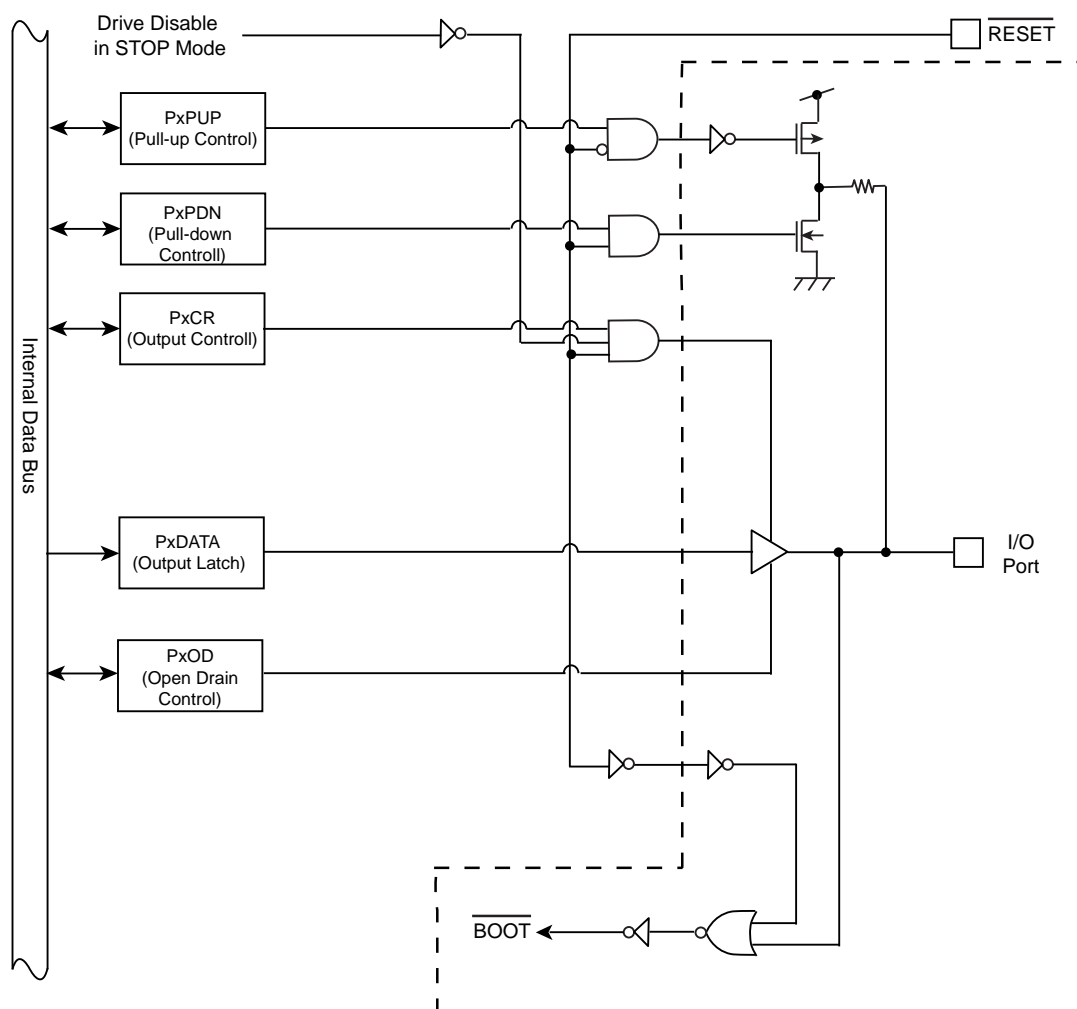 Drive Disable
in STOP Mode
RESET
PxPUP
(Pull-up Control)
PxPDN
(Pull-down
Controll)
PxCR
(Output Controll)
Internal Data Bus
PxDATA
(Output Latch)
I/O
Port
PxOD
(Open Drain
Control)
BOOT